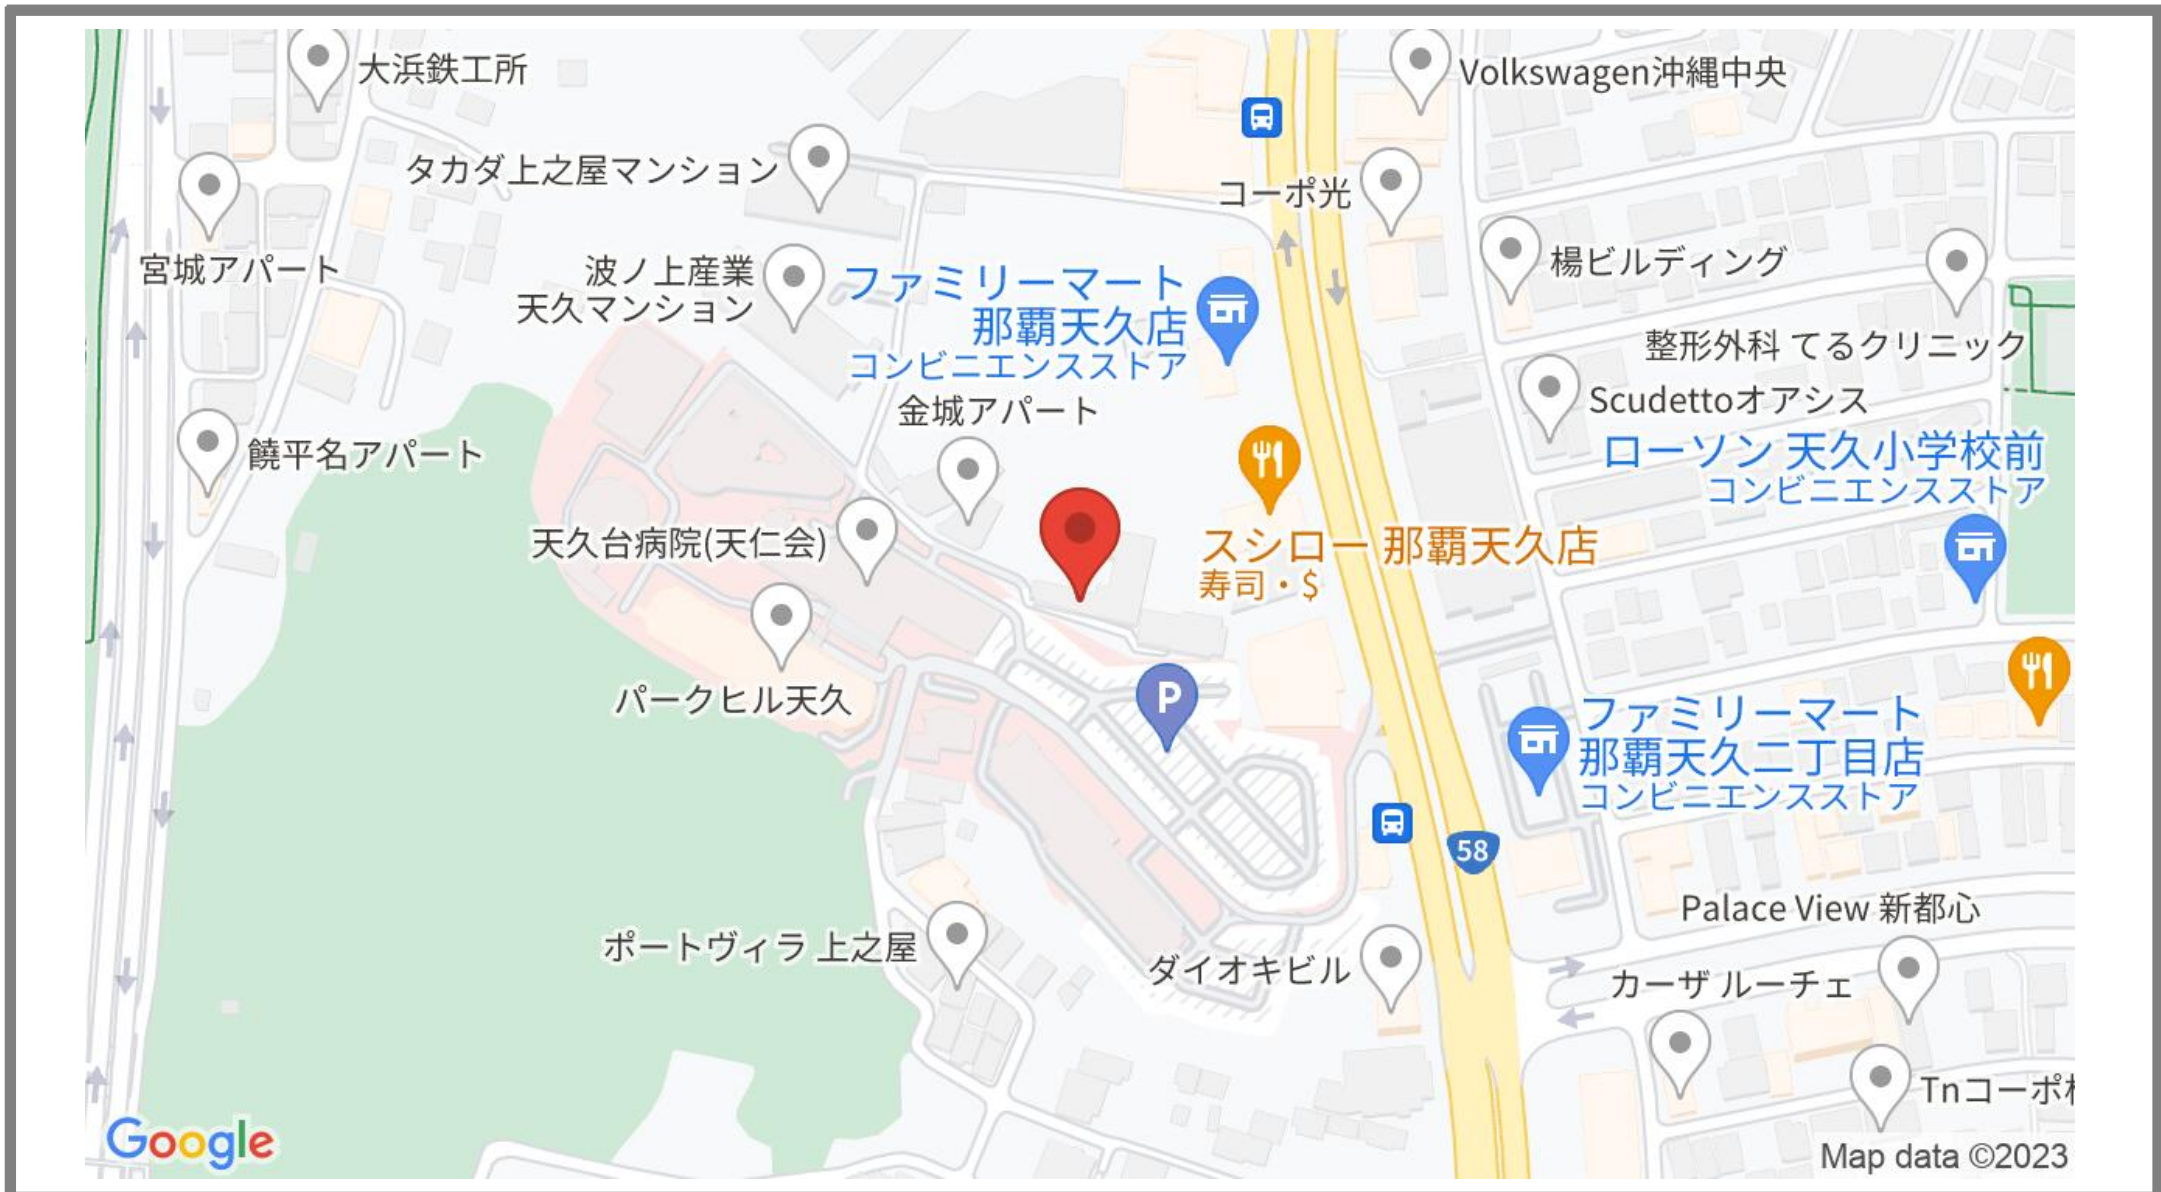 大浜鉄工所
Volkswagen沖縄中央
タカダ上之屋マンション
コーポ光
宮城アパート
波ノ上産業
天久マンション
ファミリーマート
那覇天久店
コンビニエンスストア
楊ビルディング
整形外科 てるクリニック
金城アパート
Scudettoオアシス
饒平名アパート
ローソン 天久小学校前
コンビニエンスストア
天久台病院(天仁会)
スシロー 那覇天久店
寿司・$
パークヒル天久
P
ファミリーマート
那覇天久二丁目店
コンビニエンスストア
58
Palace View 新都心
ポートヴィラ 上之屋
ダイオキビル
カーザ ルーチェ
Tnコーポ
Google
Map data ©2023